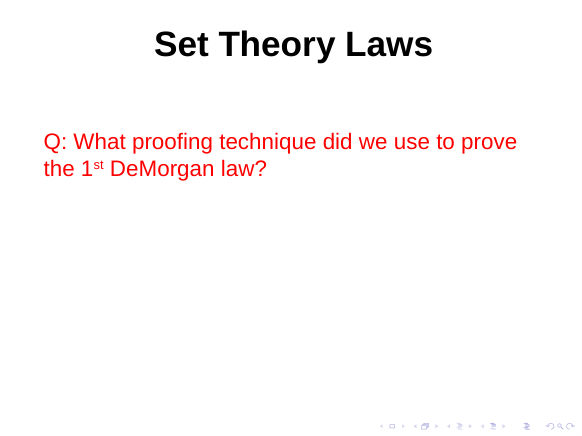 Set Theory Laws
Q: What proofing technique did we use to prove
the 1st DeMorgan law?